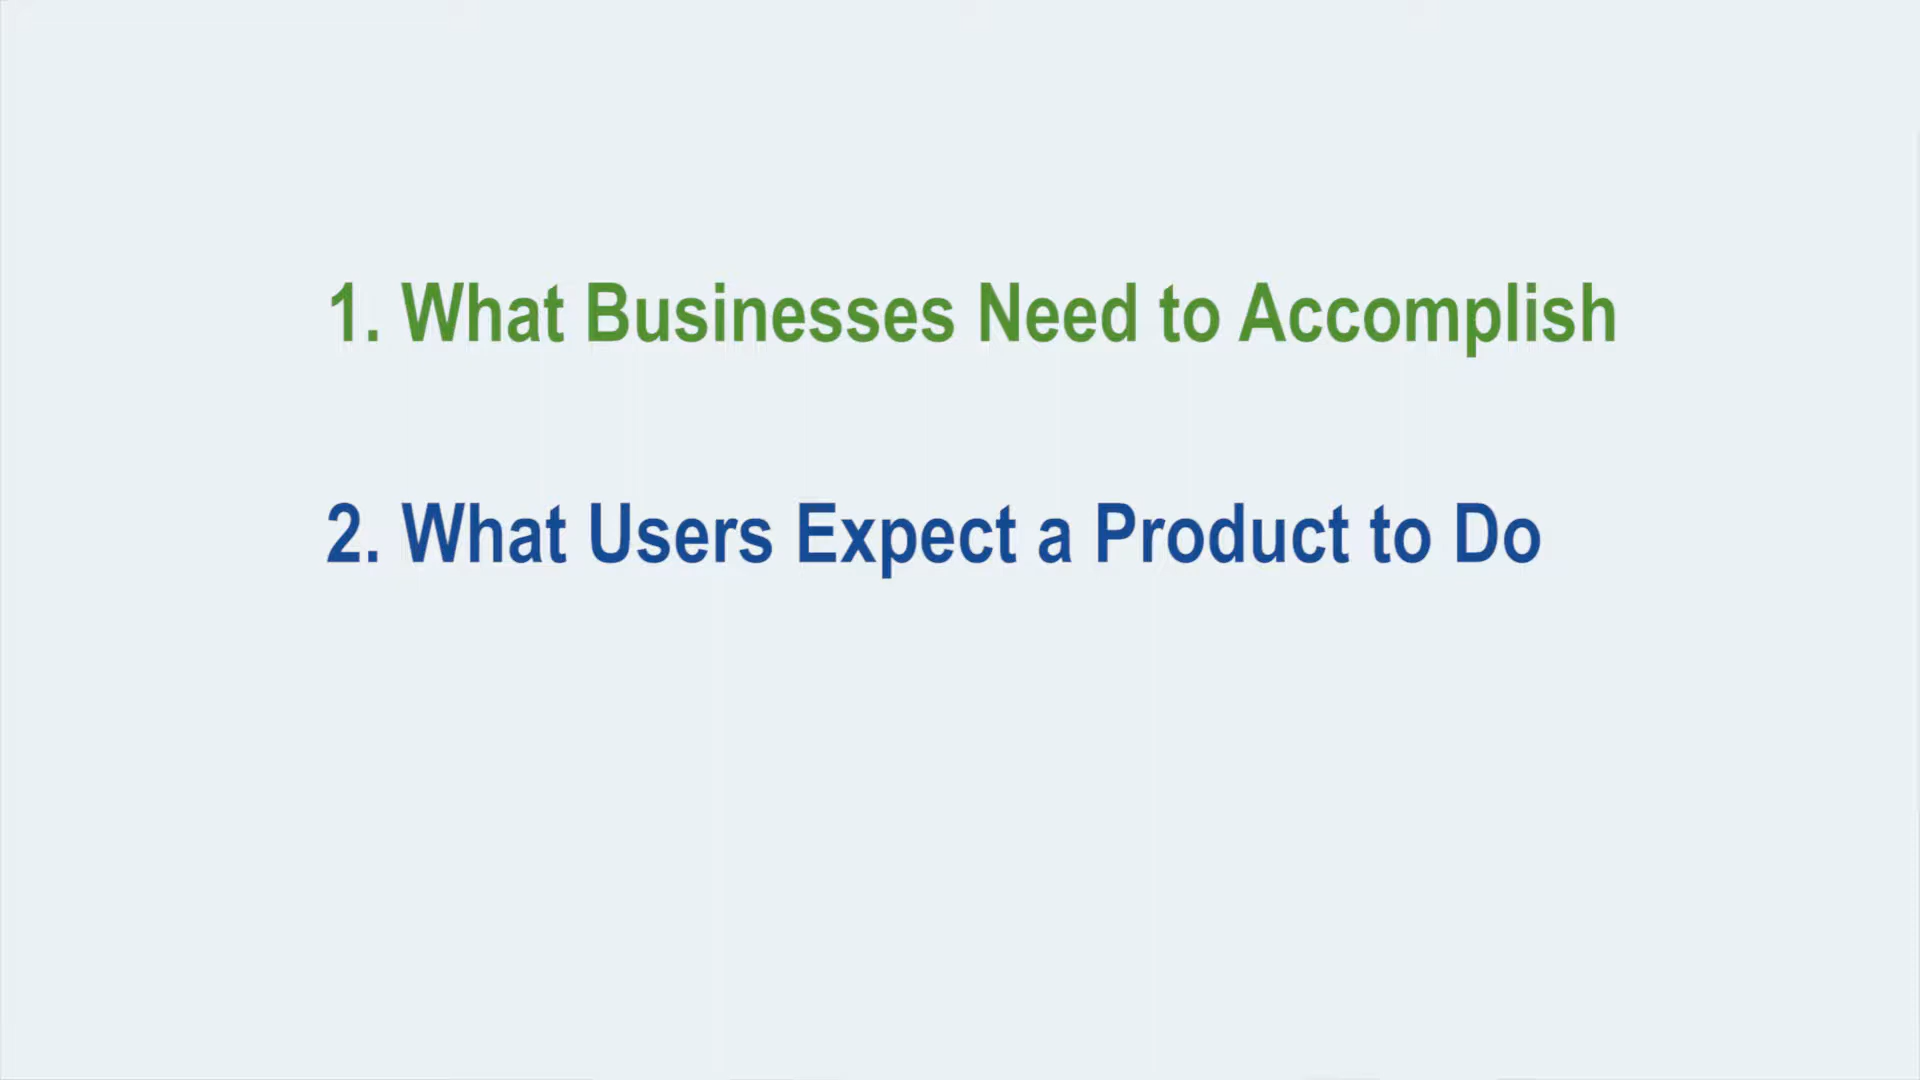 1. What Businesses Need to Accomplish
2. What Users Expect a Product to Do